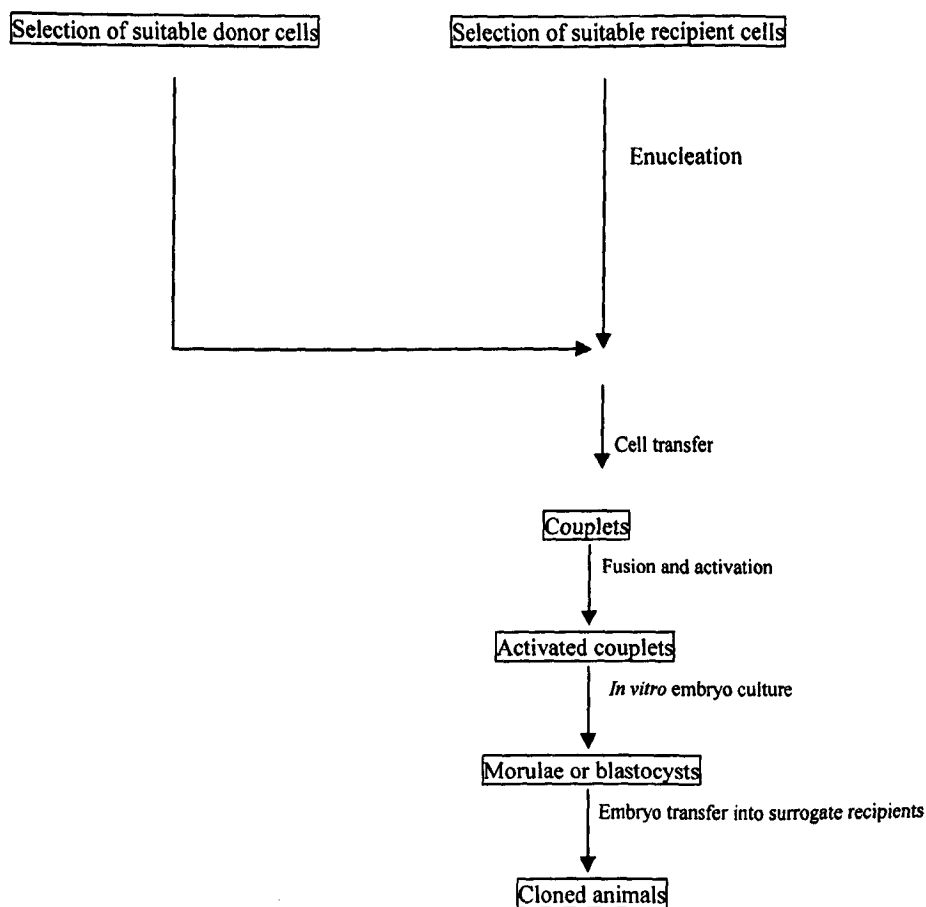 Selection of suitable donor cells
Selection of suitable recipient cells
Enucleation
Cell transfer
Couplets
Fusion and activation
Activated couplets
In vitro embryo culture
Morulae or blastocysts
Embryo transfer into surrogate recipients
Cloned animals